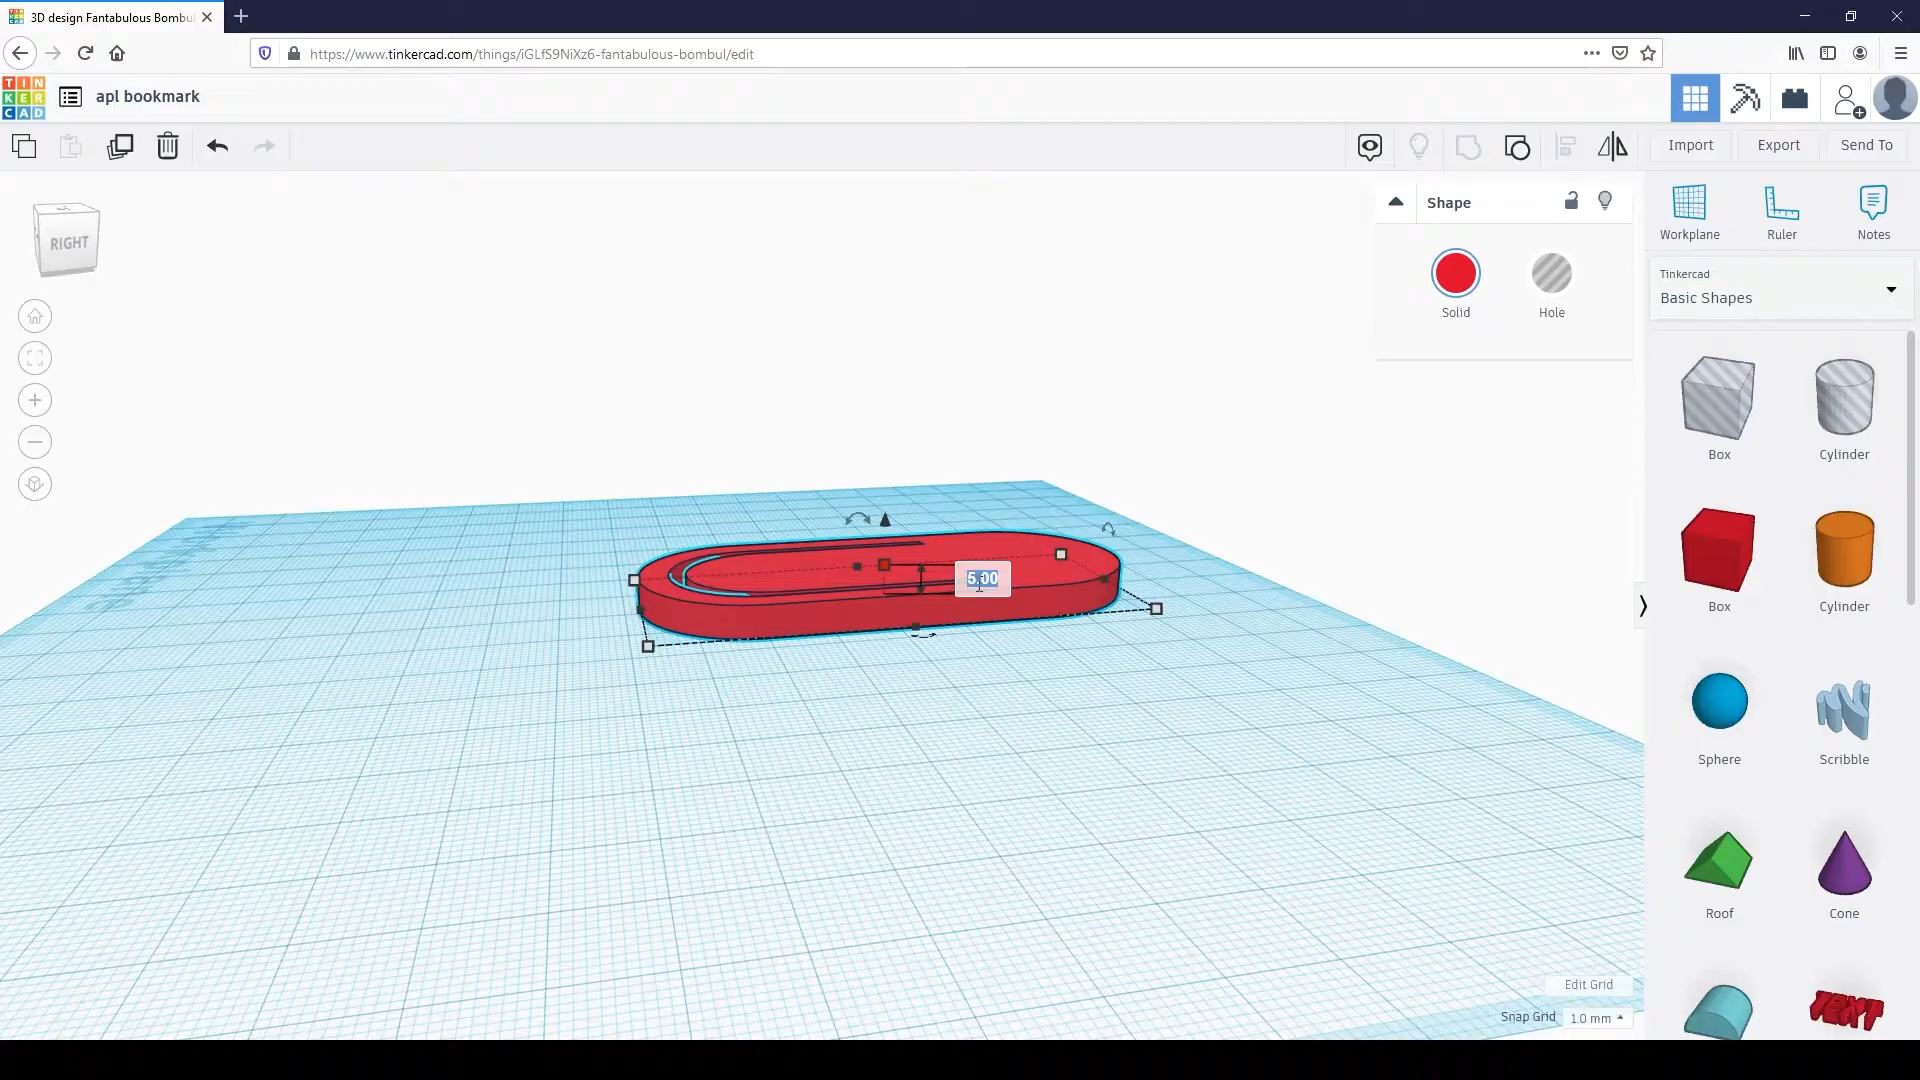 3D design Fantabulous Bombul
https://www.tinkercad.com/things/iGLfS9NiXz6-fantabulous-bombul/edit
TIN
KER
CAD
apl bookmark
Import
Export
Send To
RIGHT
Shape
Solid
Hole
Workplane
Ruler
Notes
Tinkercad
Basic Shapes
Box
Cylinder
Box
Cylinder
5.00
Sphere
Scribble
Roof
Cone
TEXT
Edit Grid
Snap Grid
1.0 mm